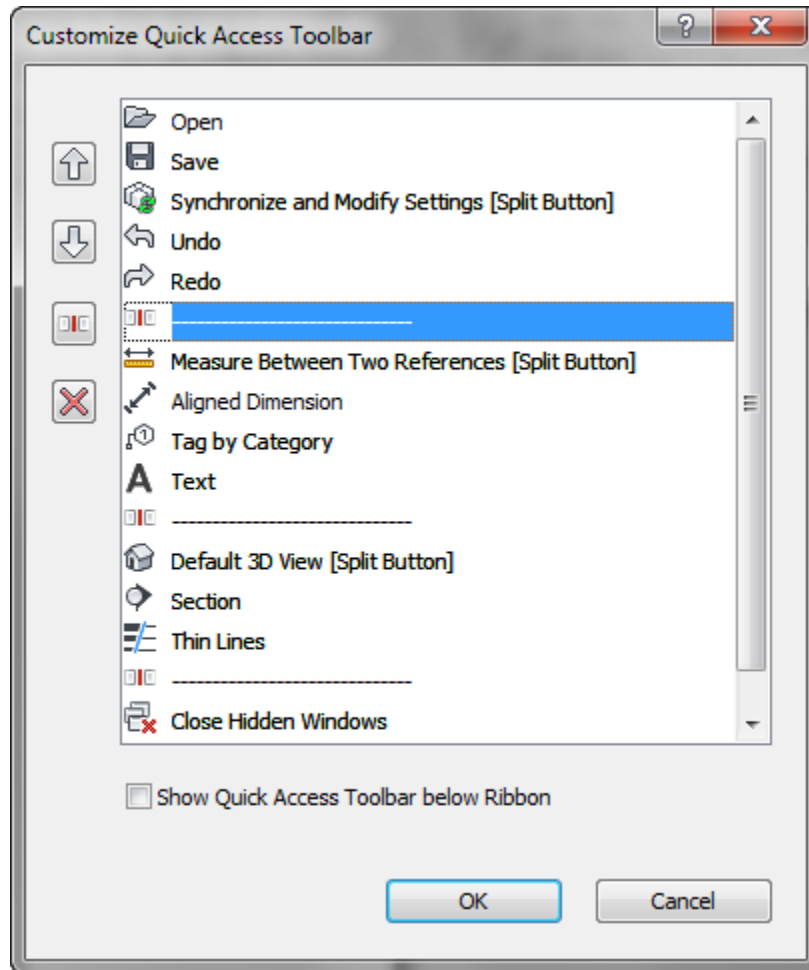 Customize Quick Access Toolbar
?
Open
Save
Synchronize and Modify Settings [Split Button]
Undo
Redo
------------------------------
Measure Between Two References [Split Button]
Aligned Dimension
1 Tag by Category
A Text
------------------------------
Default 3D View [Split Button]
Section
Thin Lines
------------------------------
Close Hidden Windows
Show Quick Access Toolbar below Ribbon
OK Cancel